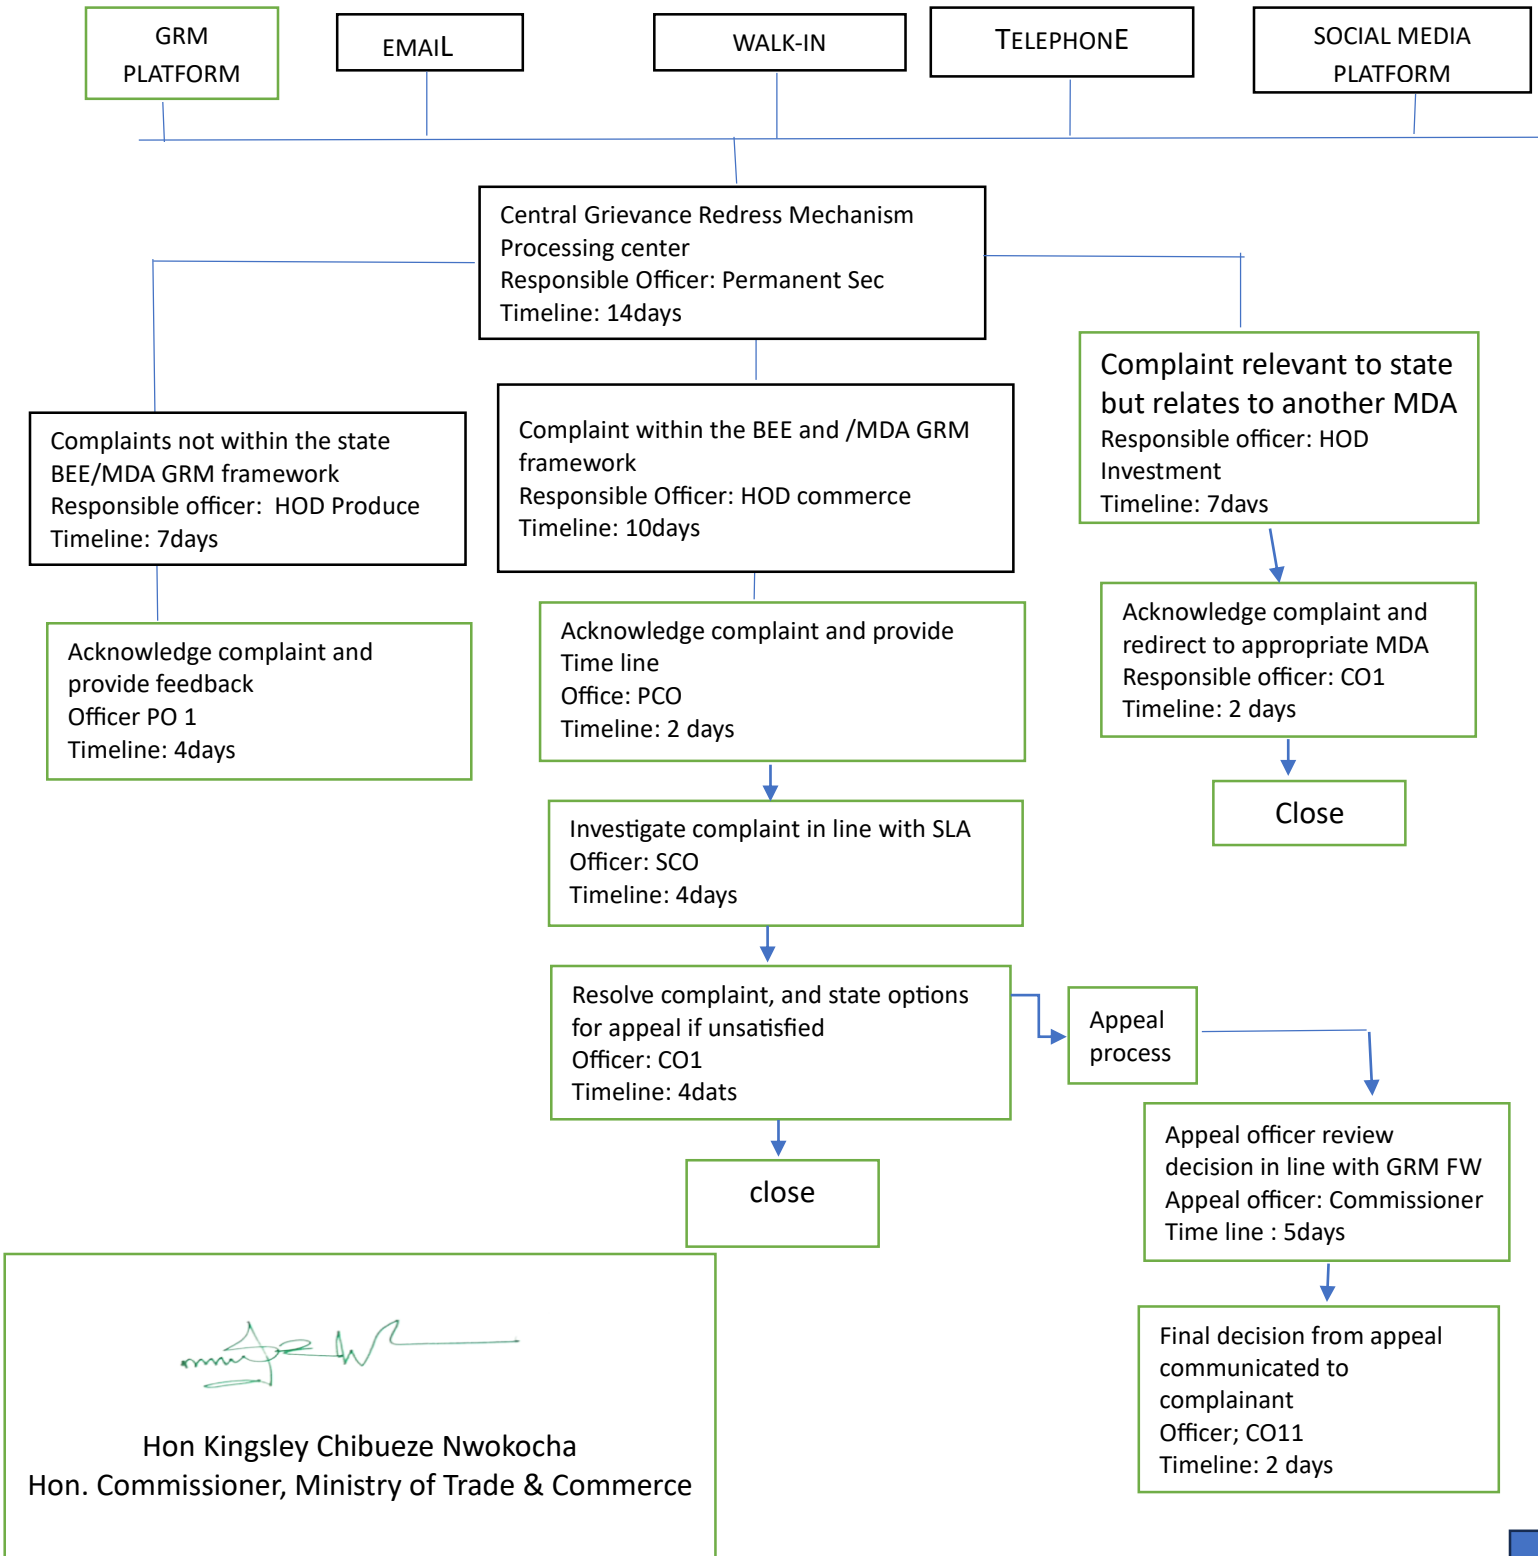 GRM
PLATFORM
EMAIL
WALK-IN
TELEPHONE
SOCIAL MEDIA
PLATFORM
Central Grievance Redress Mechanism
Processing center
Responsible Officer: Permanent Sec
Timeline: 14days
Complaints not within the state
BEE/MDA GRM framework
Responsible officer: HOD Produce
Timeline: 7days
Complaint within the BEE and /MDA GRM
framework
Responsible Officer: HOD commerce
Timeline: 10days
Complaint relevant to state
but relates to another MDA
Responsible officer: HOD
Investment
Timeline: 7days
Acknowledge complaint and
provide feedback
Officer PO 1
Timeline: 4days
Acknowledge complaint and provide
Time line
Office: PCO
Timeline: 2 days
Acknowledge complaint and
redirect to appropriate MDA
Responsible officer: CO1
Timeline: 2 days
Close
Investigate complaint in line with SLA
Officer: SCO
Timeline: 4days
Resolve complaint, and state options
for appeal if unsatisfied
Officer: CO1
Timeline: 4dats
Appeal
process
close
Appeal officer review
decision in line with GRM FW
Appeal officer: Commissioner
Time line : 5days
Final decision from appeal
communicated to
complainant
Officer; CO11
Timeline: 2 days
Hon Kingsley Chibueze Nwokocha
Hon. Commissioner, Ministry of Trade & Commerce